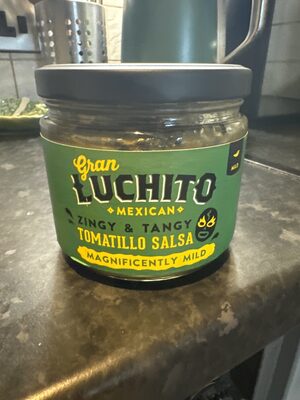 Gran
LUCHITO
MEXICAN
ZINGY & TANGY
TOMATILLO SALSA
MAGNIFICENTLY MILD